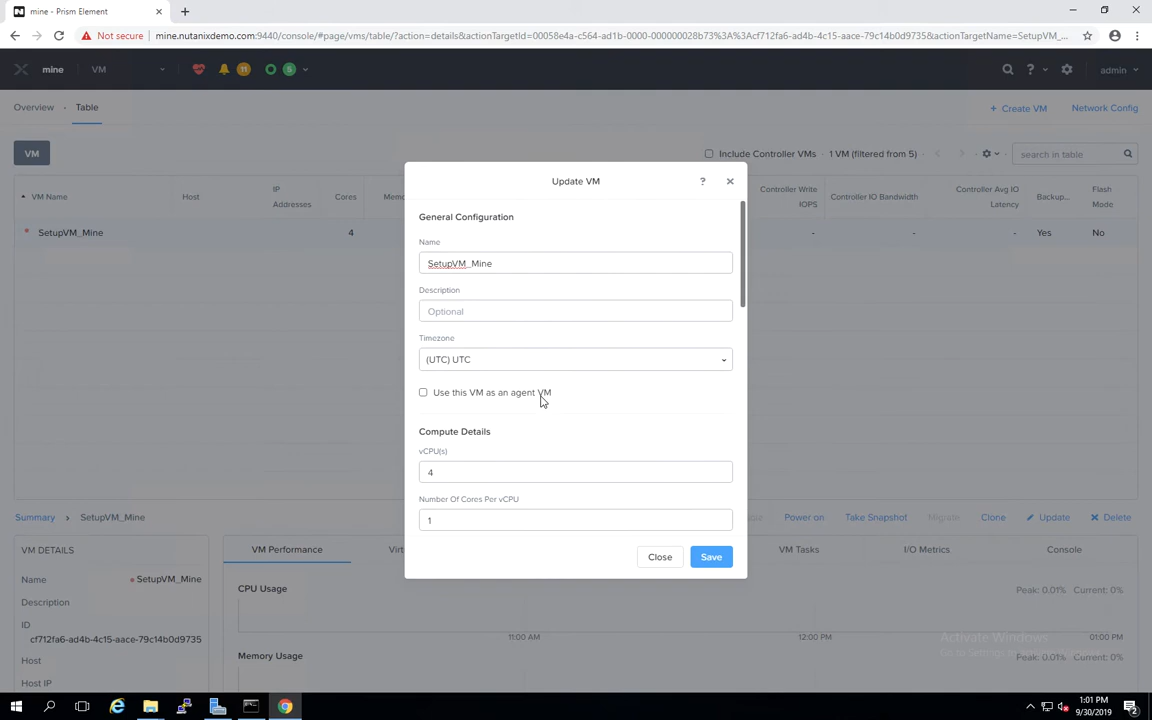 mine - Prism Element
Not secure | mine.nutanixdemo.com:9440/console/#page/vms/table/?action=details&actionTargetId=00058e4a-c564-ad1b-0000-000000028b73%3A%3Acf712fa6-ad4b-4c15-aace-79c14b0d9735&actionTargetName=SetupVM_...
mine VM 11 5 ? admin
Overview · Table + Create VM Network Config
VM Include Controller VMs · 1 VM (filtered from 5) search in table
VM Name Host IP Addresses Cores Controller Write IOPS Controller IO Bandwidth Controller Avg IO Latency Backup... Flash Mode
SetupVM_Mine 4 - - - Yes No
Update VM ?
General Configuration
Name
SetupVM_Mine
Description
Optional
Timezone
(UTC) UTC
Use this VM as an agent VM
Compute Details
vCPU(s)
4
Number Of Cores Per vCPU
1
Close Save
Summary > SetupVM_Mine Power on Take Snapshot Migrate Clone Update Delete
VM DETAILS VM Performance VM Tasks I/O Metrics Console
Name SetupVM_Mine
Description
ID
cf712fa6-ad4b-4c15-aace-79c14b0d9735
Host
Host IP
CPU Usage Peak: 0.01% Current: 0%
11:00 AM 12:00 PM 01:00 PM
Memory Usage Peak: 0.01% Current: 0%
Activate Windows
1:01 PM
9/30/2019
2